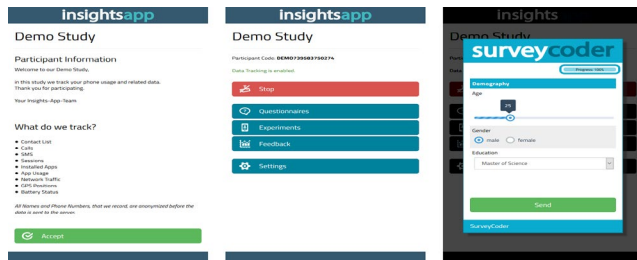 insightsapp
Demo Study
Participant Information
Welcome to our Demo Study,
in this study we track your phone usage and related data.
Thank you for participating,
Your Insights-App-Team
What do we track?
Contact List
Calls
SMS
Sessions
Installed Apps
App Usage
Network Traffic
GPS Positions
Battery Status
All Names and Phone Numbers, that we record, are anonymized before the
data is sent to the server.
Accept
insightsapp
Demo Study
Participant Code: DEMO739583750274
Data Tracking is enabled.
Stop
Questionnaires
Experiments
Feedback
Settings
insights
surveycoder
Progress: 100%
Demography
Age
25
Gender
male female
Education
Master of Science
Send
SurveyCoder